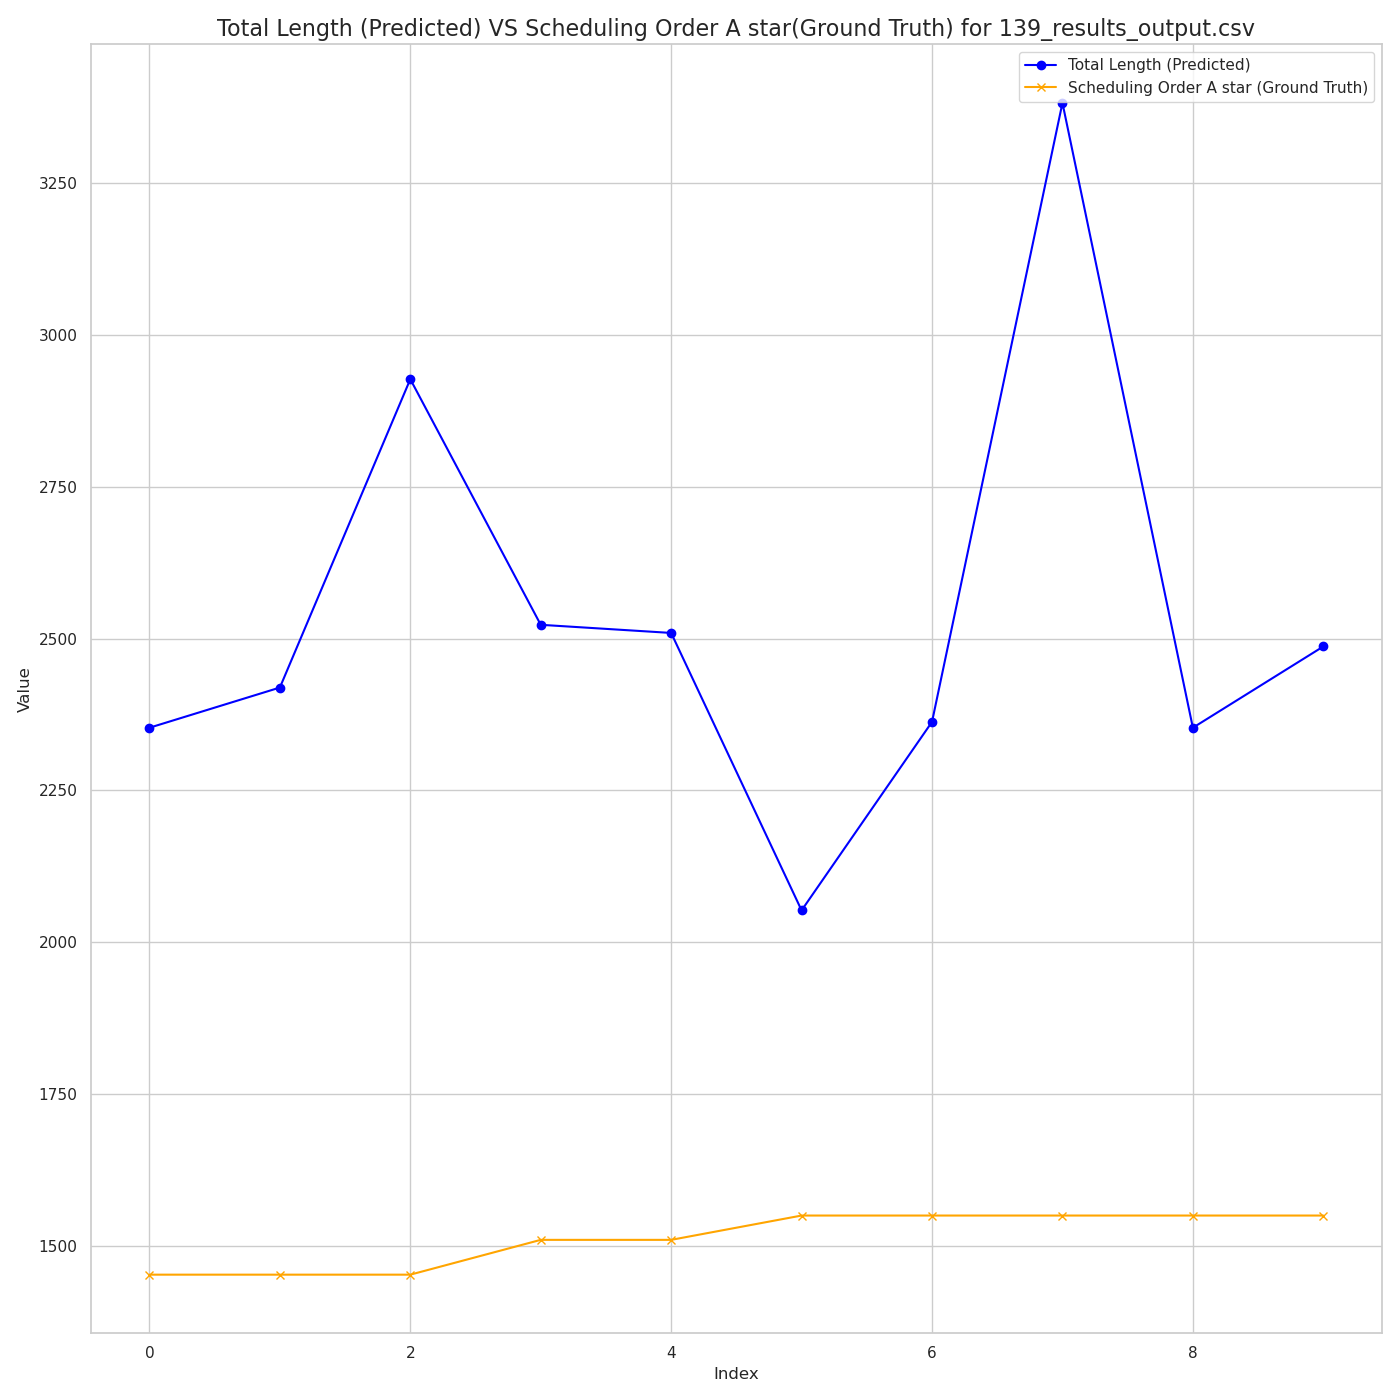 Total Length (Predicted) VS Scheduling Order A star(Ground Truth) for 139_results_output.csv
Total Length (Predicted)
Scheduling Order A star (Ground Truth)
3250
3000
2750
2500
2250
2000
1750
1500
Value
0 2 4 6 8
Index